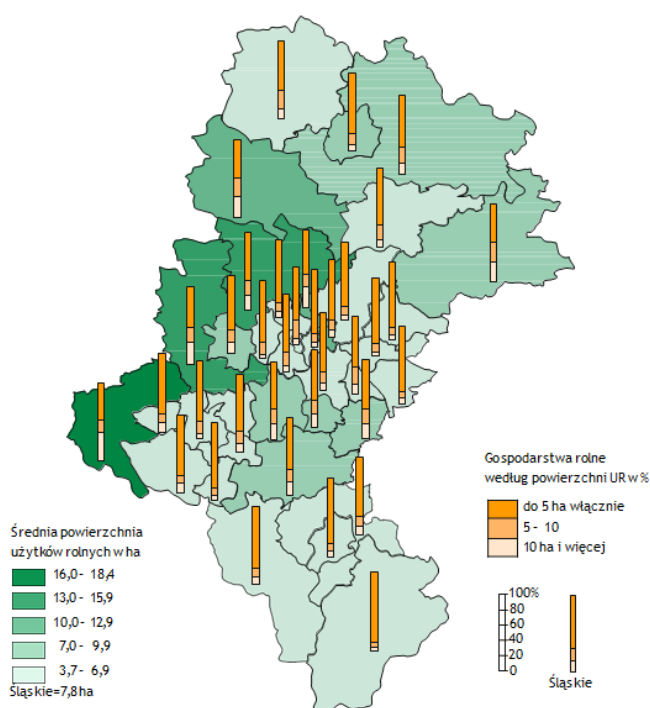 Gospodarstwa rolne
według powierzchni UR w %
do 5 ha włącznie
5 - 10
10 ha i więcej
Średnia powierzchnia
użytków rolnych w ha
16,0 - 18,4
13,0 - 15,9
10,0 - 12,9
7,0 - 9,9
3,7 - 6,9
Śląskie=7,8 ha
100%
80
60
40
20
0
Śląskie